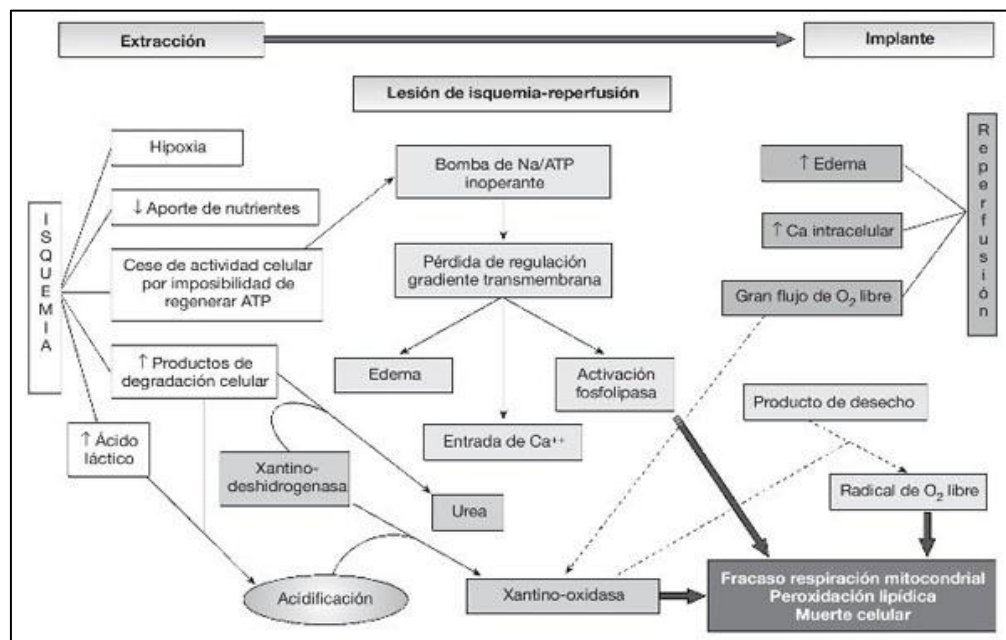 Extracción
Implante
Lesión de isquemia-reperfusión
ISQUEMIA
Hipoxia
↓ Aporte de nutrientes
Cese de actividad celular
por imposibilidad de
regenerar ATP
↑ Productos de
degradación celular
↑ Ácido
láctico
Xantino-
deshidrogenasa
Urea
Acidificación
Bomba de Na/ATP
inoperante
Pérdida de regulación
gradiente transmembrana
Edema
Activación
fosfolipasa
Entrada de Ca⁺⁺
Xantino-oxidasa
Reperfusión
↑ Edema
↑ Ca intracelular
Gran flujo de O₂ libre
Producto de desecho
Radical de O₂ libre
Fracaso respiración mitocondrial
Peroxidación lipídica
Muerte celular